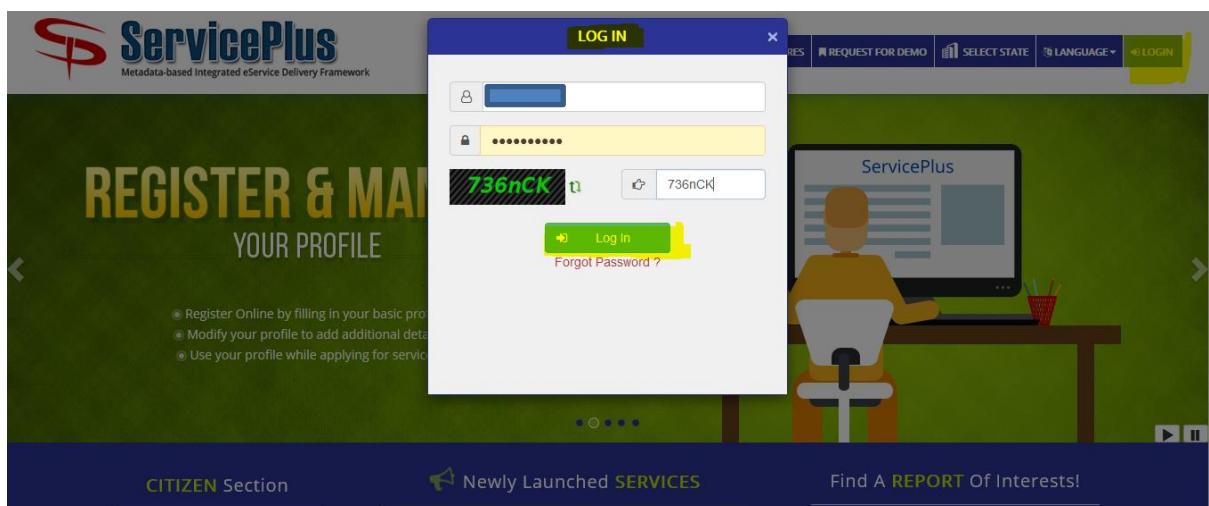 ServicePlus
Metadata-based Integrated eService Delivery Framework
RES REQUEST FOR DEMO SELECT STATE LANGUAGE LOGIN
LOG IN ×
••••••••••
736nCK 736nCK
Log In
Forgot Password ?
REGISTER & MAN
YOUR PROFILE
Register Online by filling in your basic pro
Modify your profile to add additional deta
Use your profile while applying for servic
ServicePlus
CITIZEN Section
Newly Launched SERVICES
Find A REPORT Of Interests!